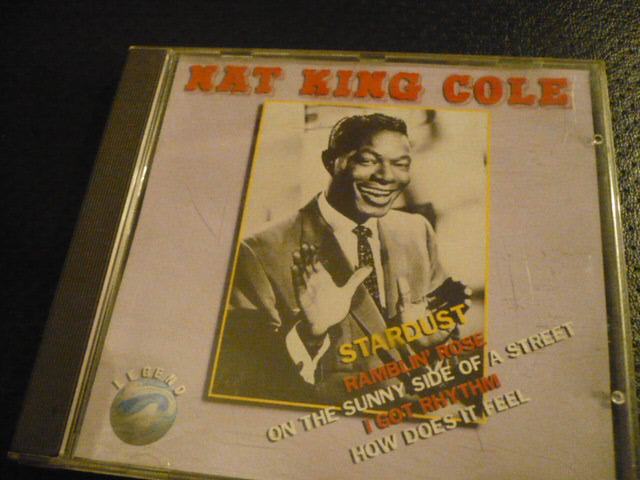 NAT KING COLE
STARDUST
RAMBLIN' ROSE
ON THE SUNNY SIDE OF A STREET
I GOT RHYTHM
HOW DOES IT FEEL
LEGEND